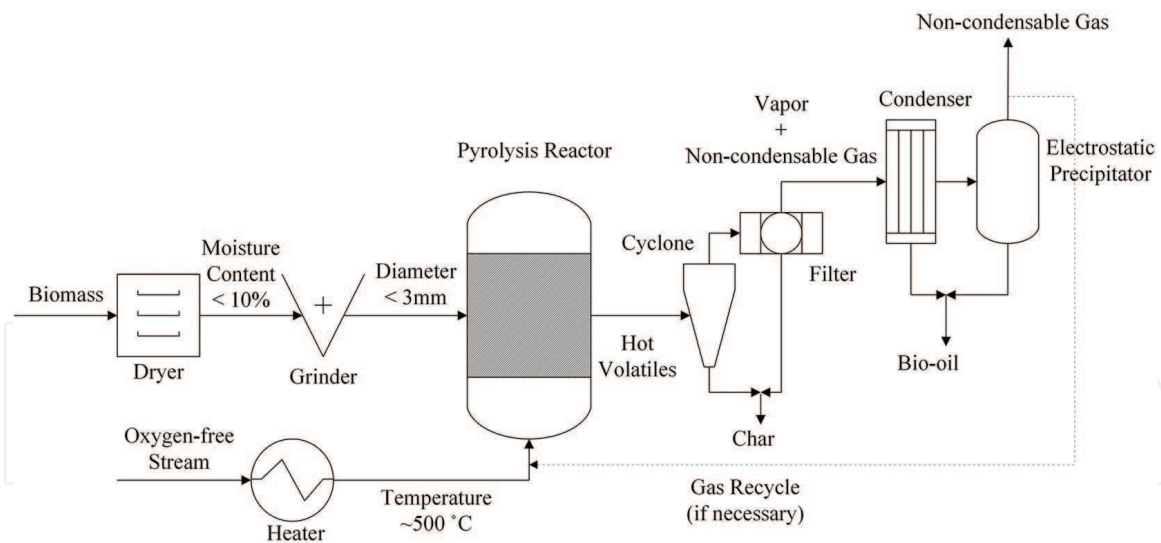 Non-condensable Gas
Vapor
+
Non-condensable Gas
Condenser
Electrostatic
Precipitator
Pyrolysis Reactor
Cyclone
Filter
Moisture
Content
< 10%
Diameter
< 3mm
Biomass
+
Dryer
Grinder
Hot
Volatiles
Bio-oil
Char
Oxygen-free
Stream
Heater
Temperature
~500 ˚C
Gas Recycle
(if necessary)